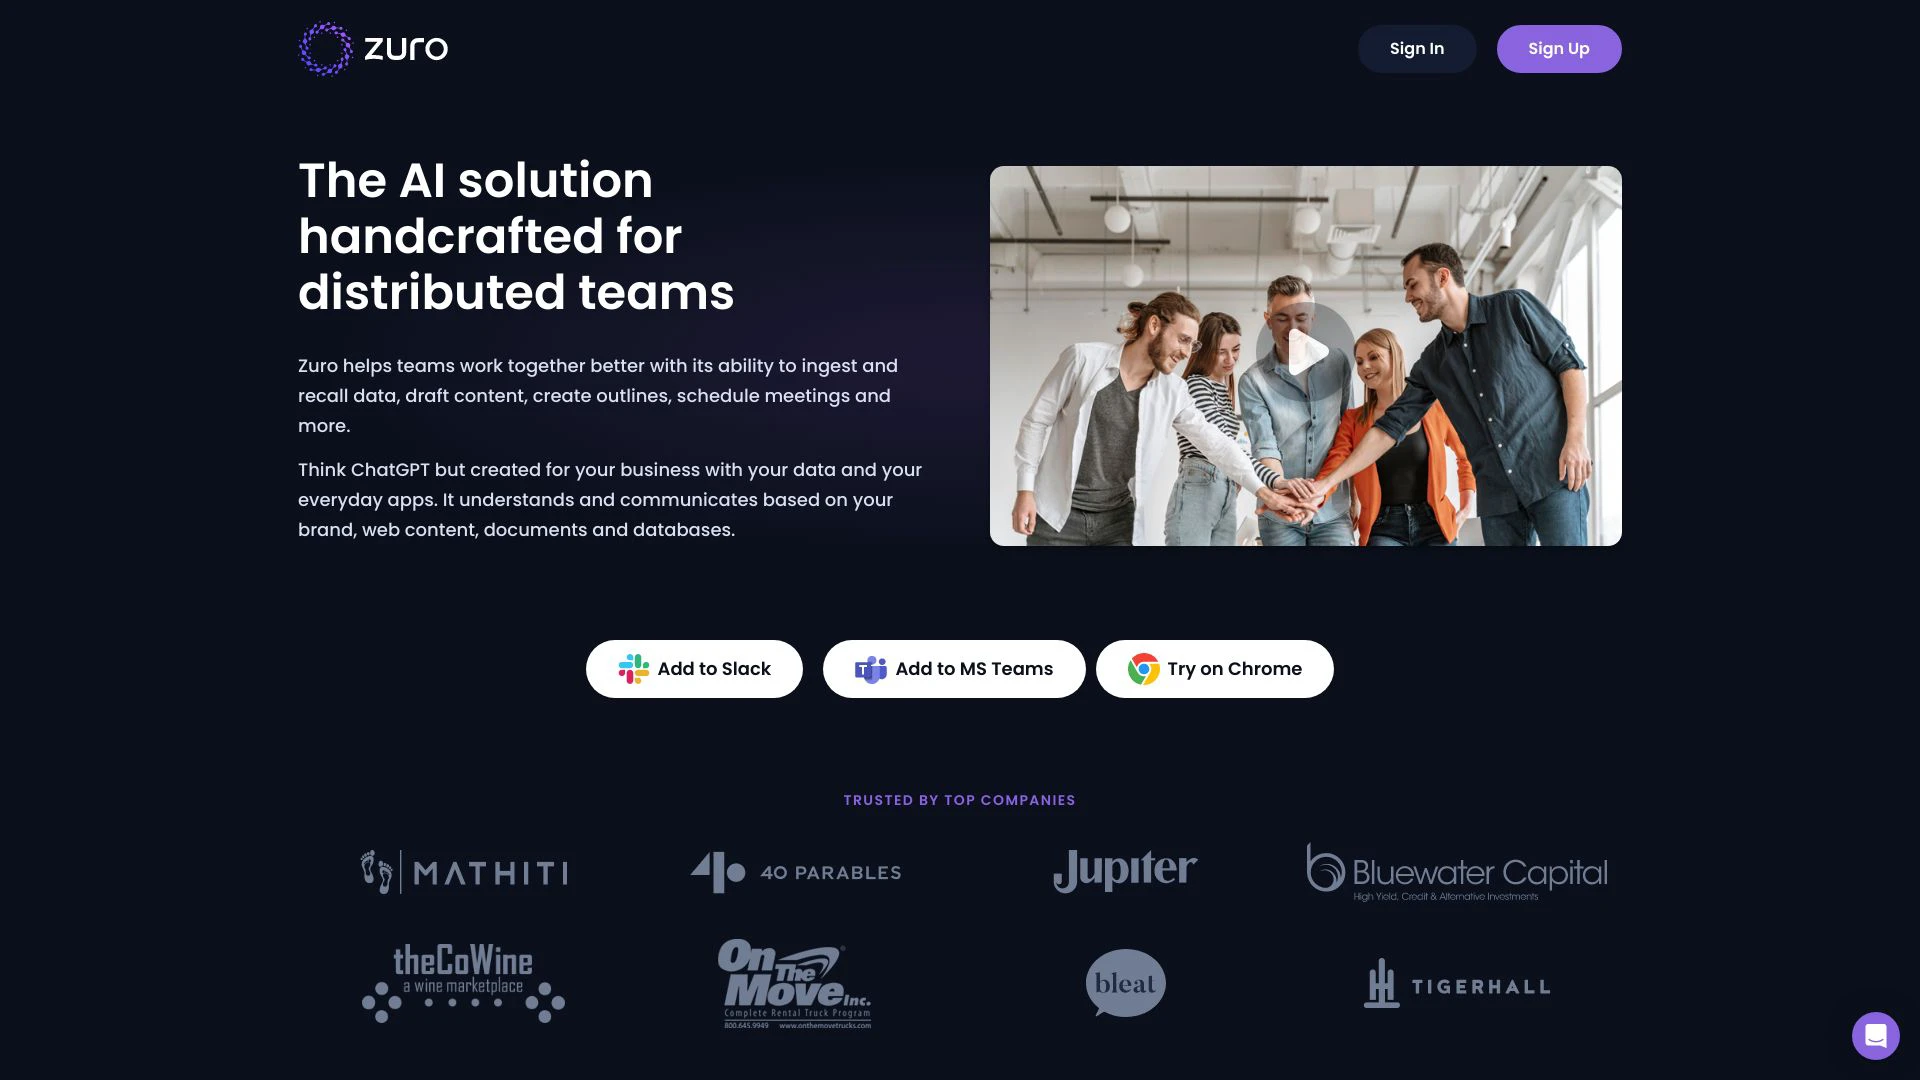 zuro
Sign In
Sign Up
The AI solution
handcrafted for
distributed teams
Zuro helps teams work together better with its ability to ingest and
recall data, draft content, create outlines, schedule meetings and
more.
Think ChatGPT but created for your business with your data and your
everyday apps. It understands and communicates based on your
brand, web content, documents and databases.
Add to Slack
T
Add to MS Teams
Try on Chrome
TRUSTED BY TOP COMPANIES
MATHITI
40 PARABLES
Jupiter
Bluewater Capital
High Yield, Credit & Alternative Investments
theCoWine
a wine marketplace
On
The
Move Inc.
Complete Rental Truck Program
800.645.9949 www.onthemovetrucks.com
bleat
TIGERHALL